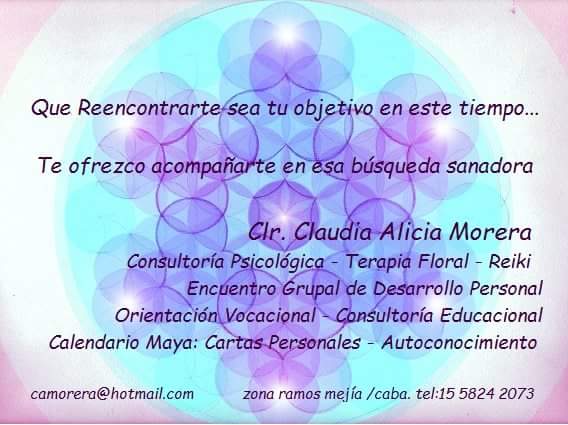 Que Reencontrarte sea tu objetivo en este tiempo...
Te ofrezco acompañarte en esa búsqueda sanadora
Clr. Claudia Alicia Morera
Consultoría Psicológica - Terapia Floral - Reiki
Encuentro Grupal de Desarrollo Personal
Orientación Vocacional - Consultoría Educacional
Calendario Maya: Cartas Personales - Autoconocimiento
camorera@hotmail.com zona ramos mejía /caba. tel:15 5824 2073